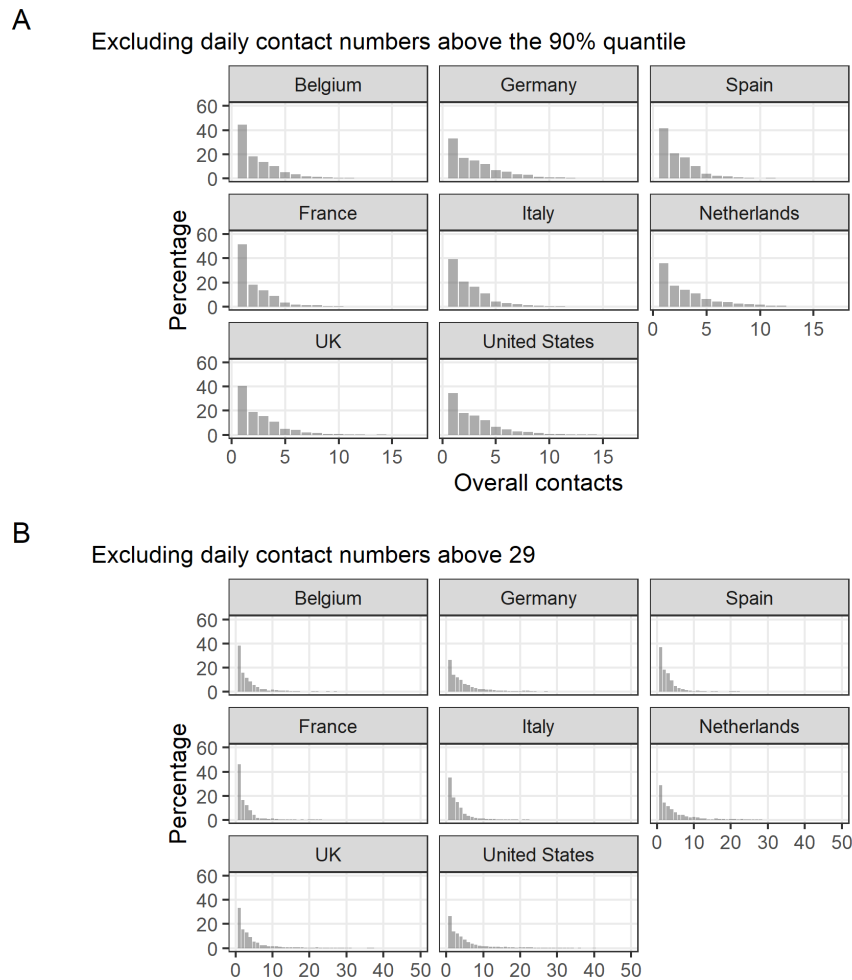 A
Excluding daily contact numbers above the 90% quantile
Belgium Germany Spain
60
40
20
0
France Italy Netherlands
60
40
20
0
0 5 10 15
UK United States
60
40
20
0
0 5 10 15 0 5 10 15
Percentage
Overall contacts
B
Excluding daily contact numbers above 29
Belgium Germany Spain
60
40
20
0
France Italy Netherlands
60
40
20
0
0 10 20 30 40 50
UK United States
60
40
20
0
0 10 20 30 40 50 0 10 20 30 40 50
Percentage